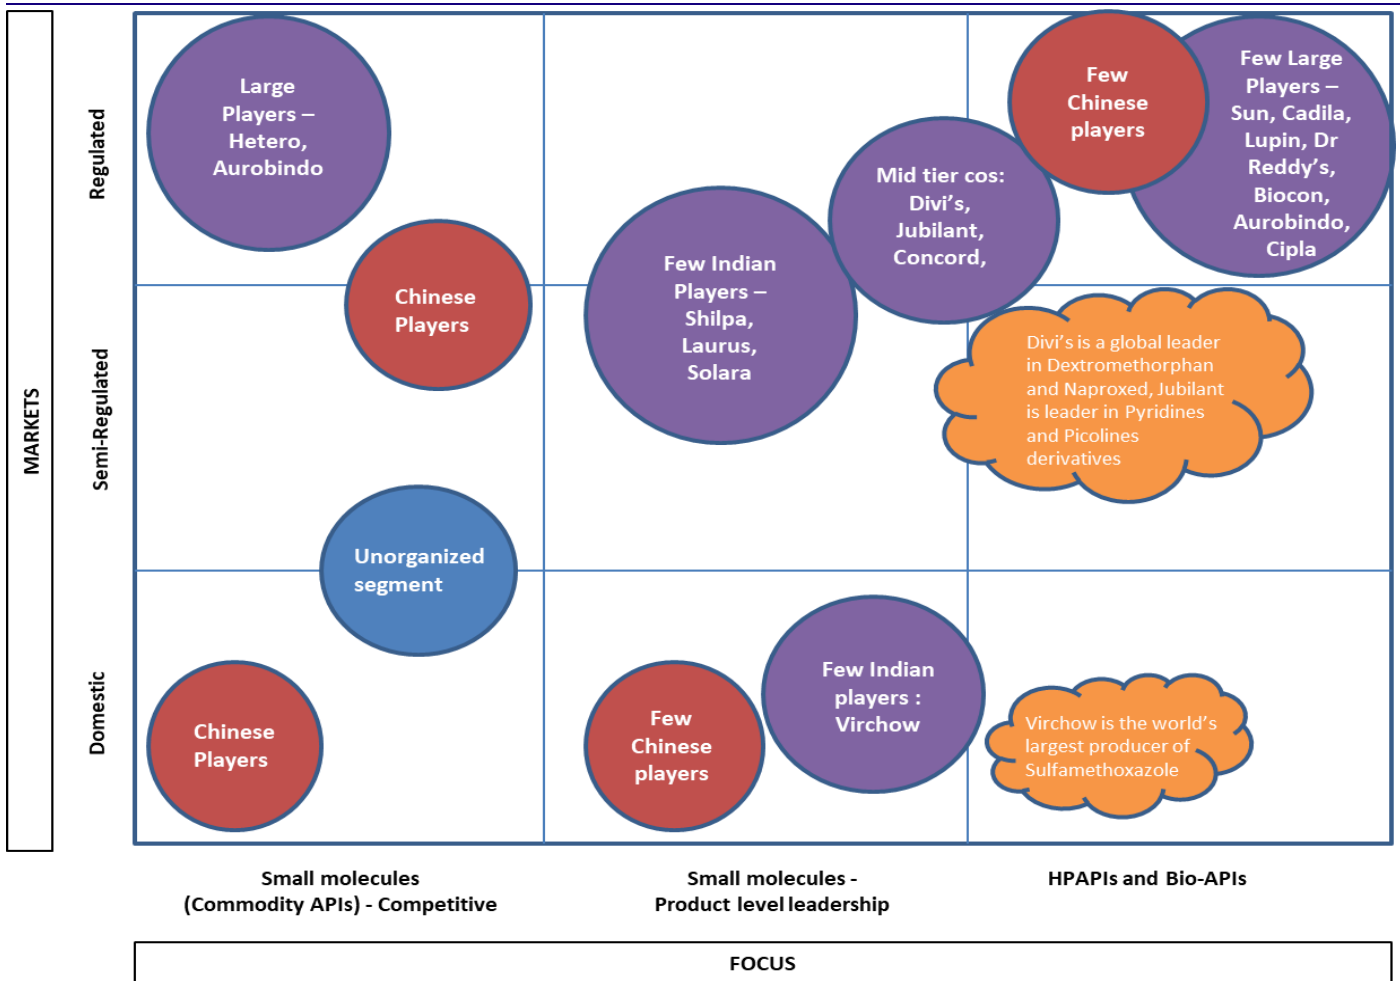 MARKETS
Regulated
Semi-Regulated
Domestic
Large
Players –
Hetero,
Aurobindo
Chinese
Players
Few Indian
Players –
Shilpa,
Laurus,
Solara
Mid tier cos:
Divi’s,
Jubilant,
Concord,
Few
Chinese
players
Few Large
Players –
Sun, Cadila,
Lupin, Dr
Reddy’s,
Biocon,
Aurobindo,
Cipla
Divi’s is a global leader
in Dextromethorphan
and Naproxed, Jubilant
is leader in Pyridines
and Picolines
derivatives
Unorganized
segment
Chinese
Players
Few
Chinese
players
Few Indian
players :
Virchow
Virchow is the world’s
largest producer of
Sulfamethoxazole
Small molecules
(Commodity APIs) - Competitive
Small molecules -
Product level leadership
HPAPIs and Bio-APIs
FOCUS